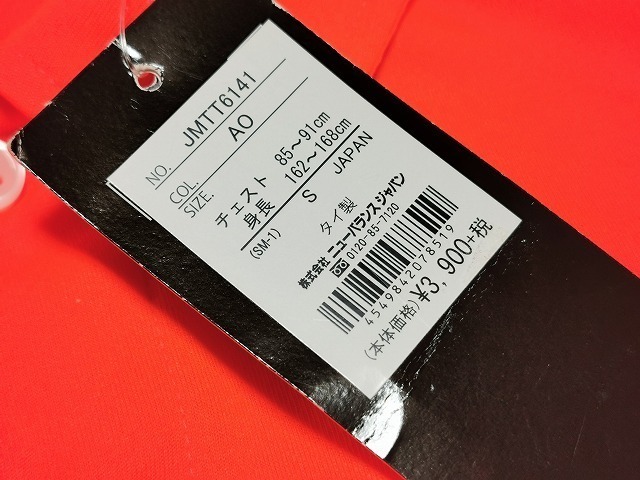 NO. JMTT6141
COL. AO
SIZE.
チェスト 85～91cm
身長 162～168cm
(SM-1) S JAPAN
タイ製
株式会社 ニューバランス ジャパン
0120-85-7120
4549842078519
(本体価格)¥3,900+税